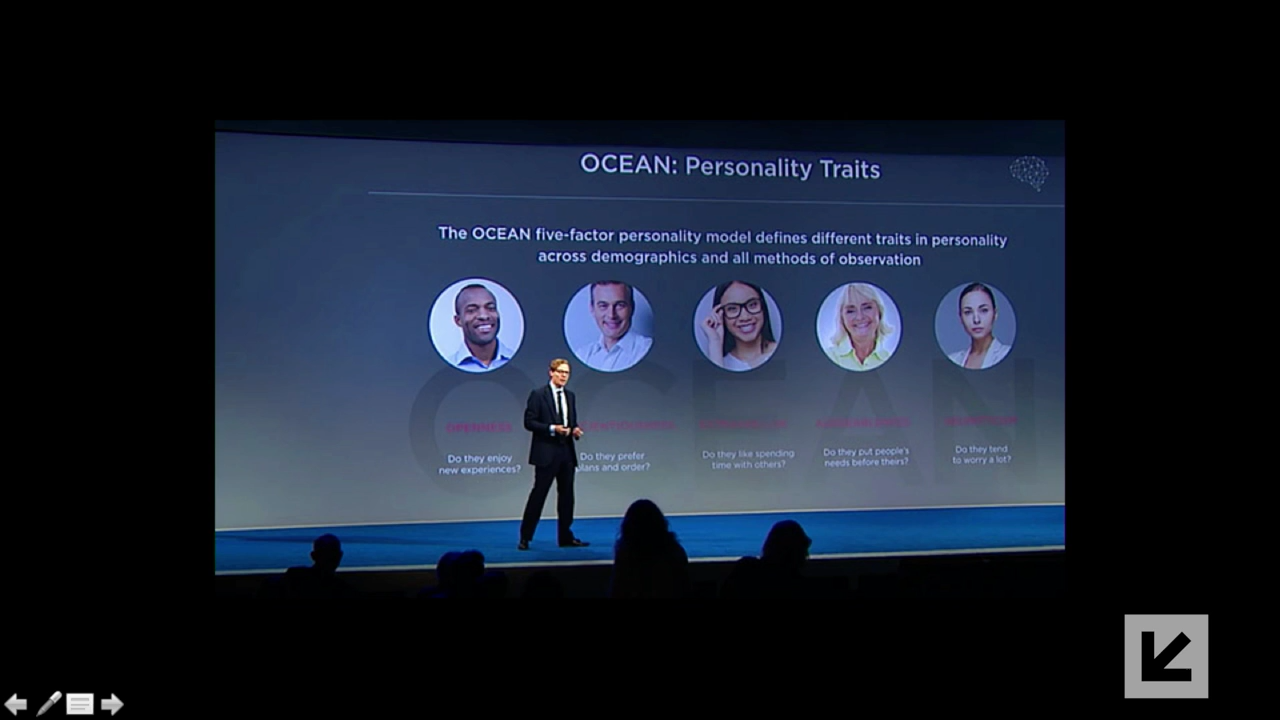 OCEAN: Personality Traits
The OCEAN five-factor personality model defines different traits in personality
across demographics and all methods of observation
OCEAN
OPENNESS
Do they enjoy
new experiences?
Do they prefer
plans and order?
Do they like spending
time with others?
Do they put people's
needs before theirs?
Do they tend
to worry a lot?